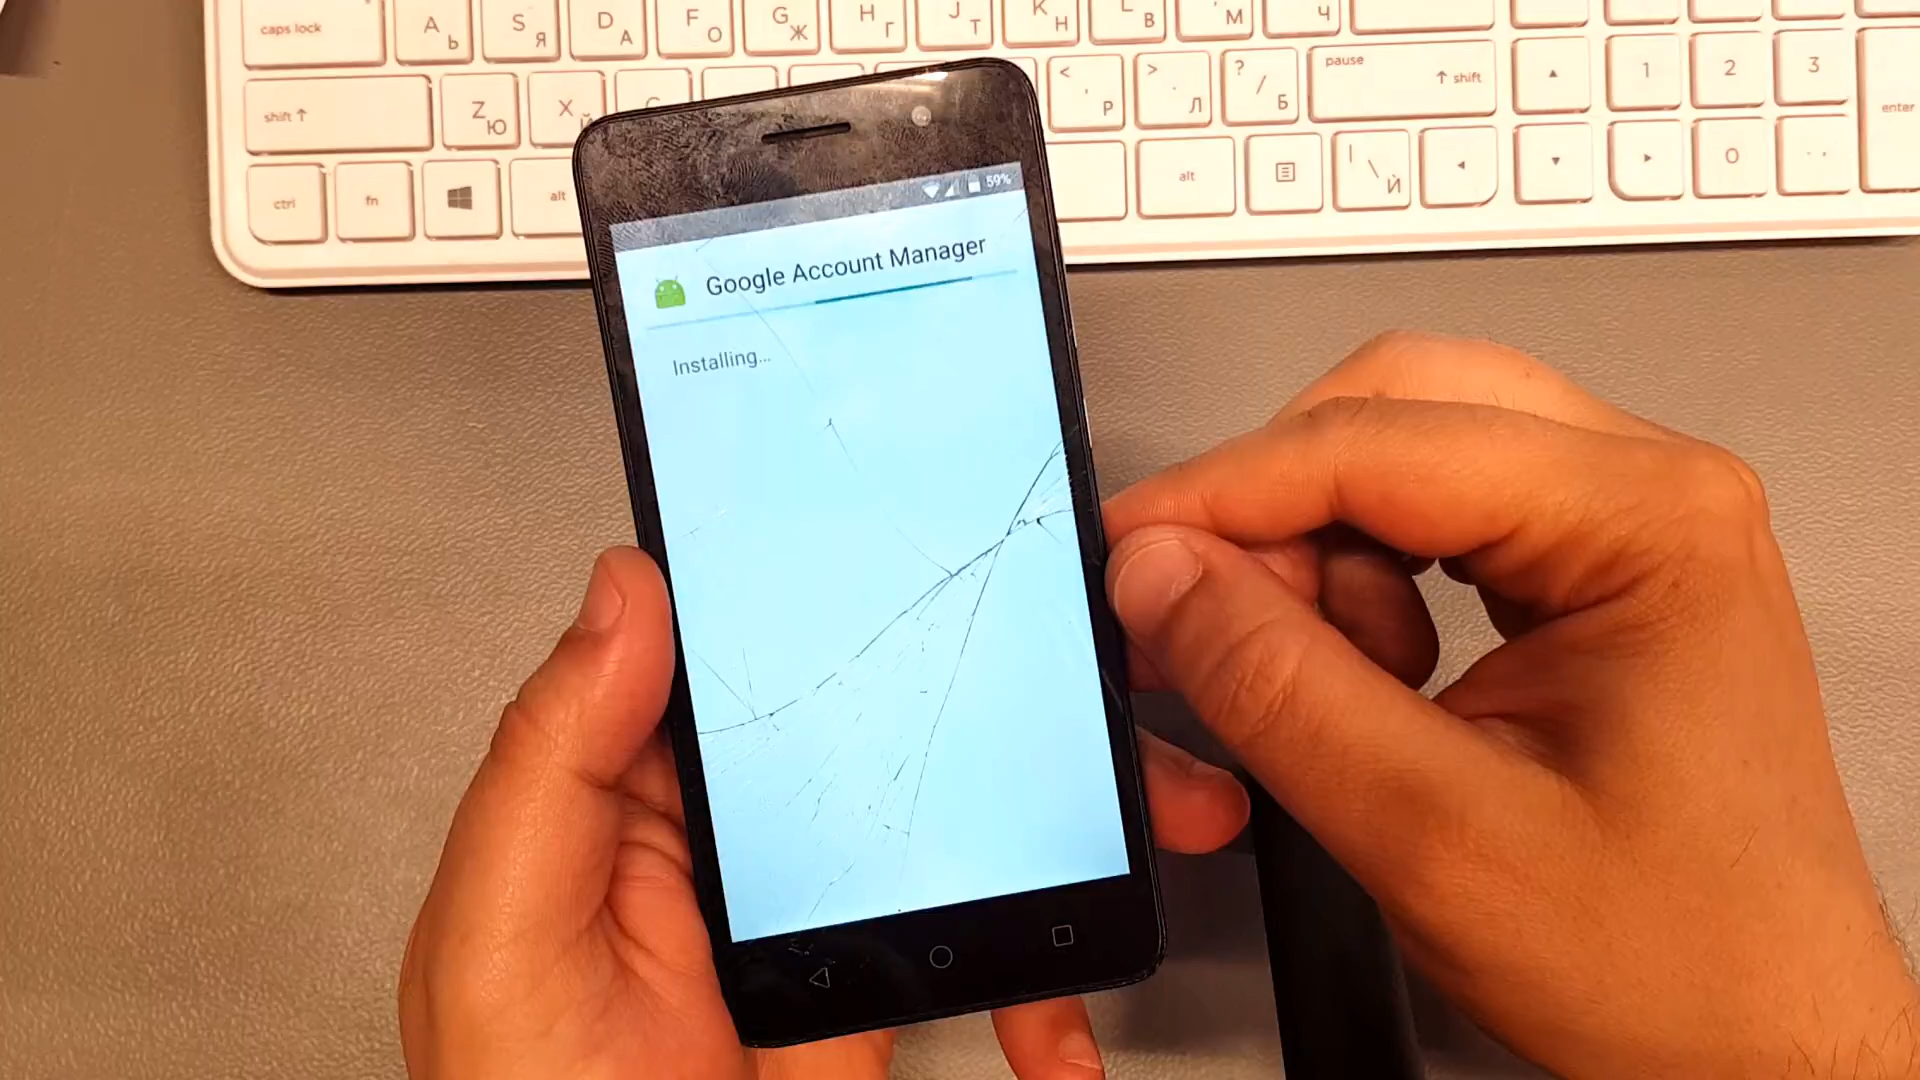 caps lock A Ь S Я D А F О G Ж H Г J Т K Н L В М Ч
shift ↑ Z Ю X Й C < , Р > . Л ? / Б pause ↑ shift ▲ 1 2 3 enter
ctrl fn alt alt | \ Й ◂ ▾ ▸ 0
59%
Google Account Manager
Installing...